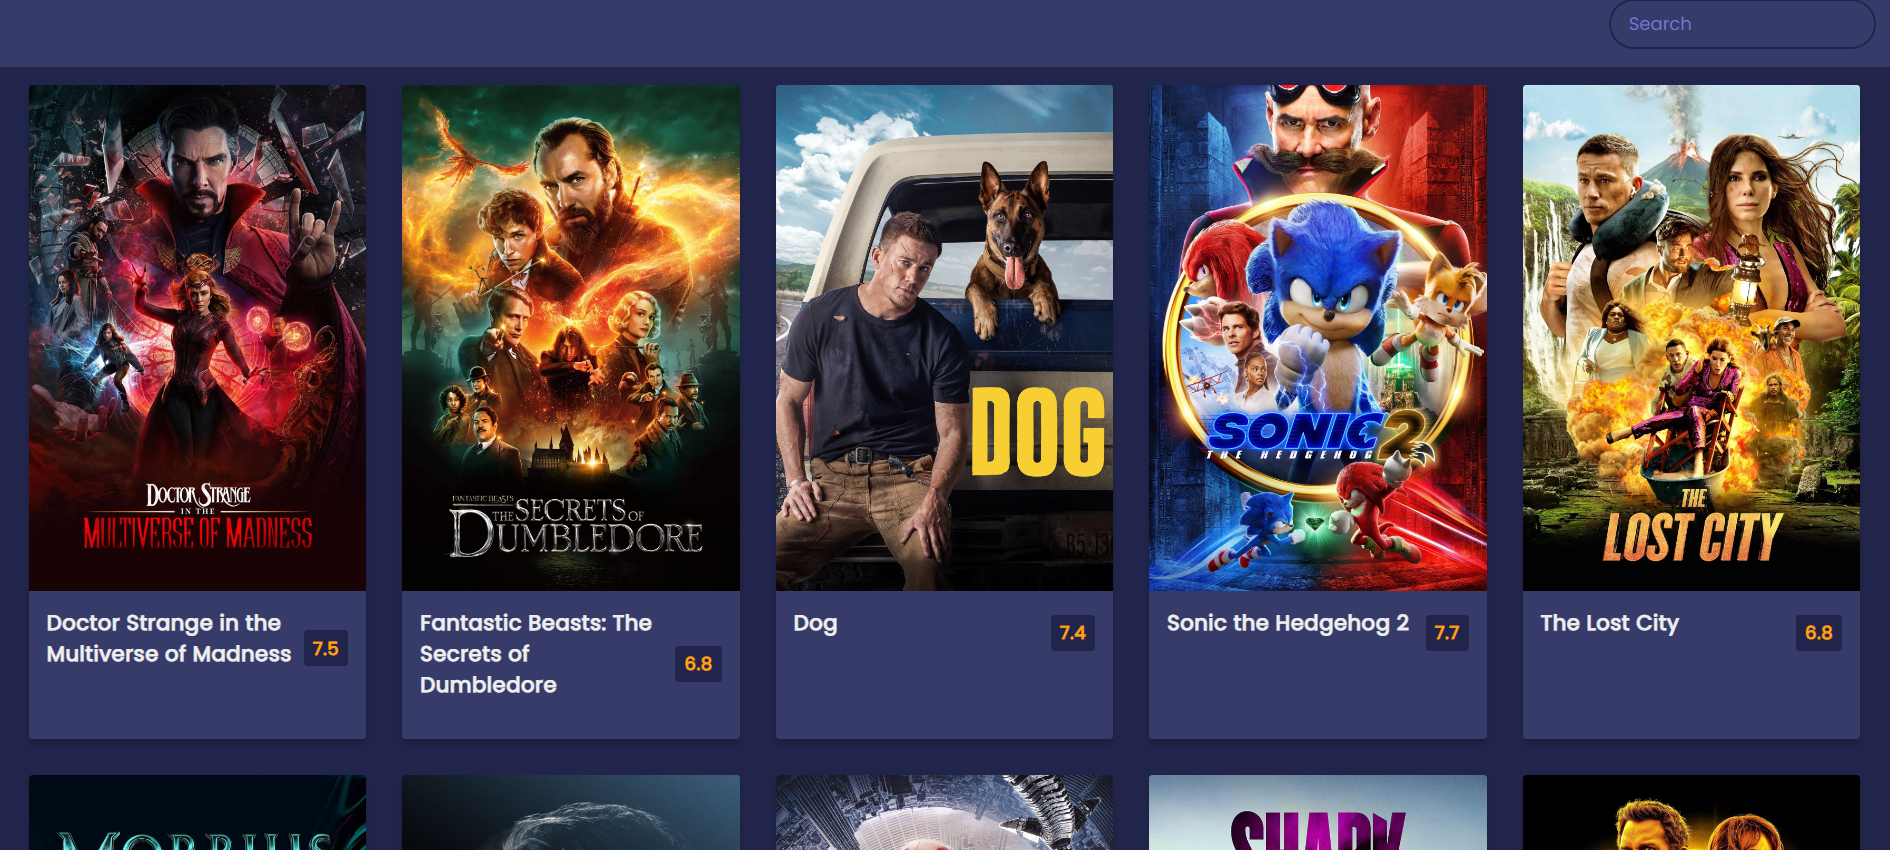 Search
DOCTOR STRANGE
IN THE
MULTIVERSE OF MADNESS
FANTASTIC BEASTS
THE SECRETS OF
DUMBLEDORE
DOG
SONIC 2
THE HEDGEHOG
THE
LOST CITY
Doctor Strange in the
Multiverse of Madness
7.5
Fantastic Beasts: The
Secrets of
Dumbledore
6.8
Dog
7.4
Sonic the Hedgehog 2
7.7
The Lost City
6.8
MORBIUS
SHARK